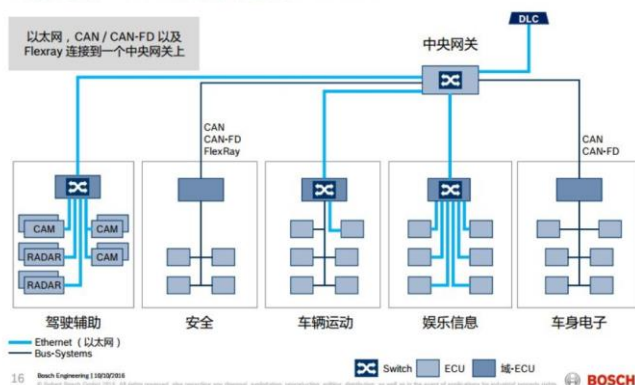 DLC
以太网，CAN / CAN-FD 以及
Flexray 连接到一个中央网关上
中央网关
CAN
CAN-FD
FlexRay
CAN
CAN-FD
CAM
CAM
RADAR
CAM
RADAR
驾驶辅助
安全
车辆运动
娱乐信息
车身电子
Ethernet（以太网）
Bus-Systems
Switch
ECU
域-ECU
16
Bosch Engineering | 10/10/2016
BOSCH